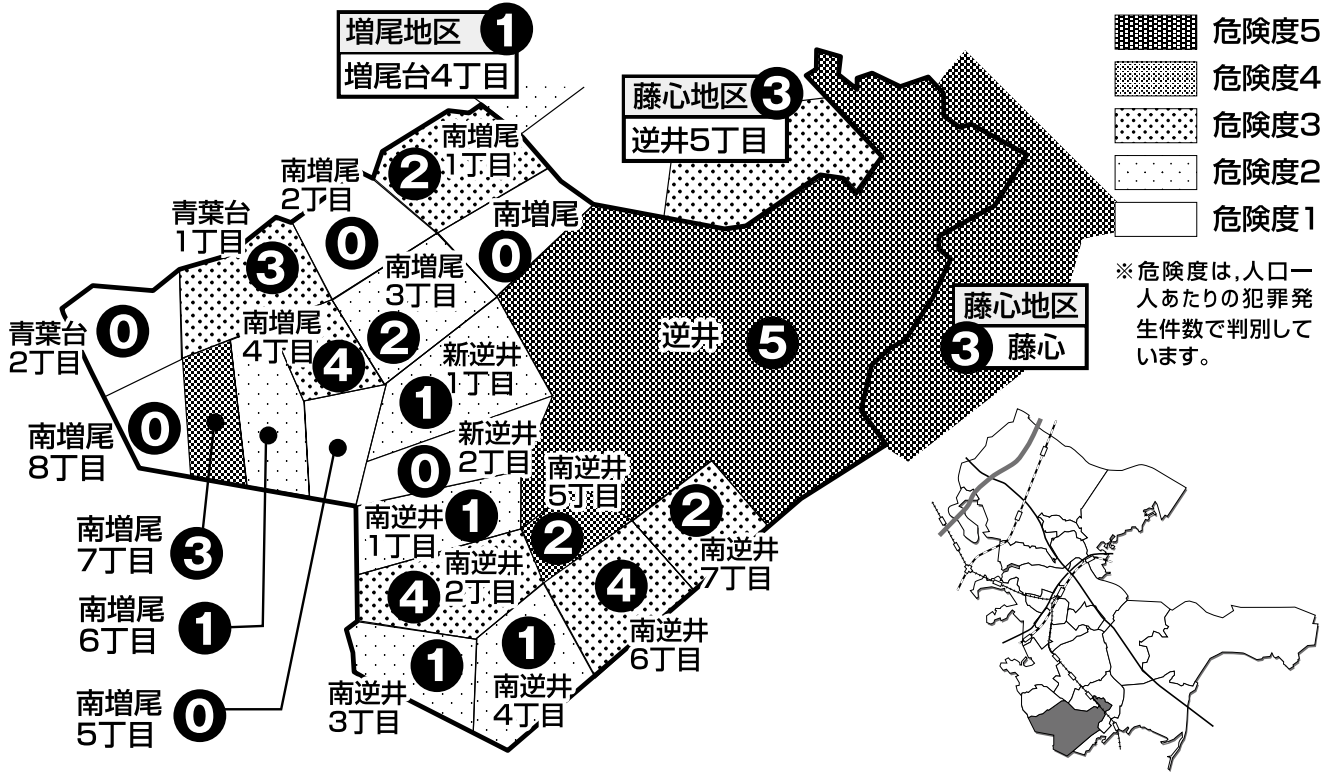 増尾地区 1
増尾台4丁目
藤心地区 3
逆井5丁目
危険度5
危険度4
危険度3
危険度2
危険度1
※危険度は,人口一
人あたりの犯罪発
生件数で判別して
います。
南増尾
1丁目
2
南増尾
2丁目
0
青葉台
1丁目
3
南増尾
0
南増尾
3丁目
2
青葉台
2丁目
0
南増尾
4丁目
4
新逆井
1丁目
1
逆井 5
藤心地区
3 藤心
南増尾
8丁目
0
新逆井
2丁目
0
南逆井
5丁目
2
南逆井
1丁目
1
南逆井
2丁目
4
南逆井
7丁目
2
南逆井
6丁目
4
南逆井
3丁目
1
南逆井
4丁目
1
南増尾
7丁目
3
南増尾
6丁目
1
南増尾
5丁目
0